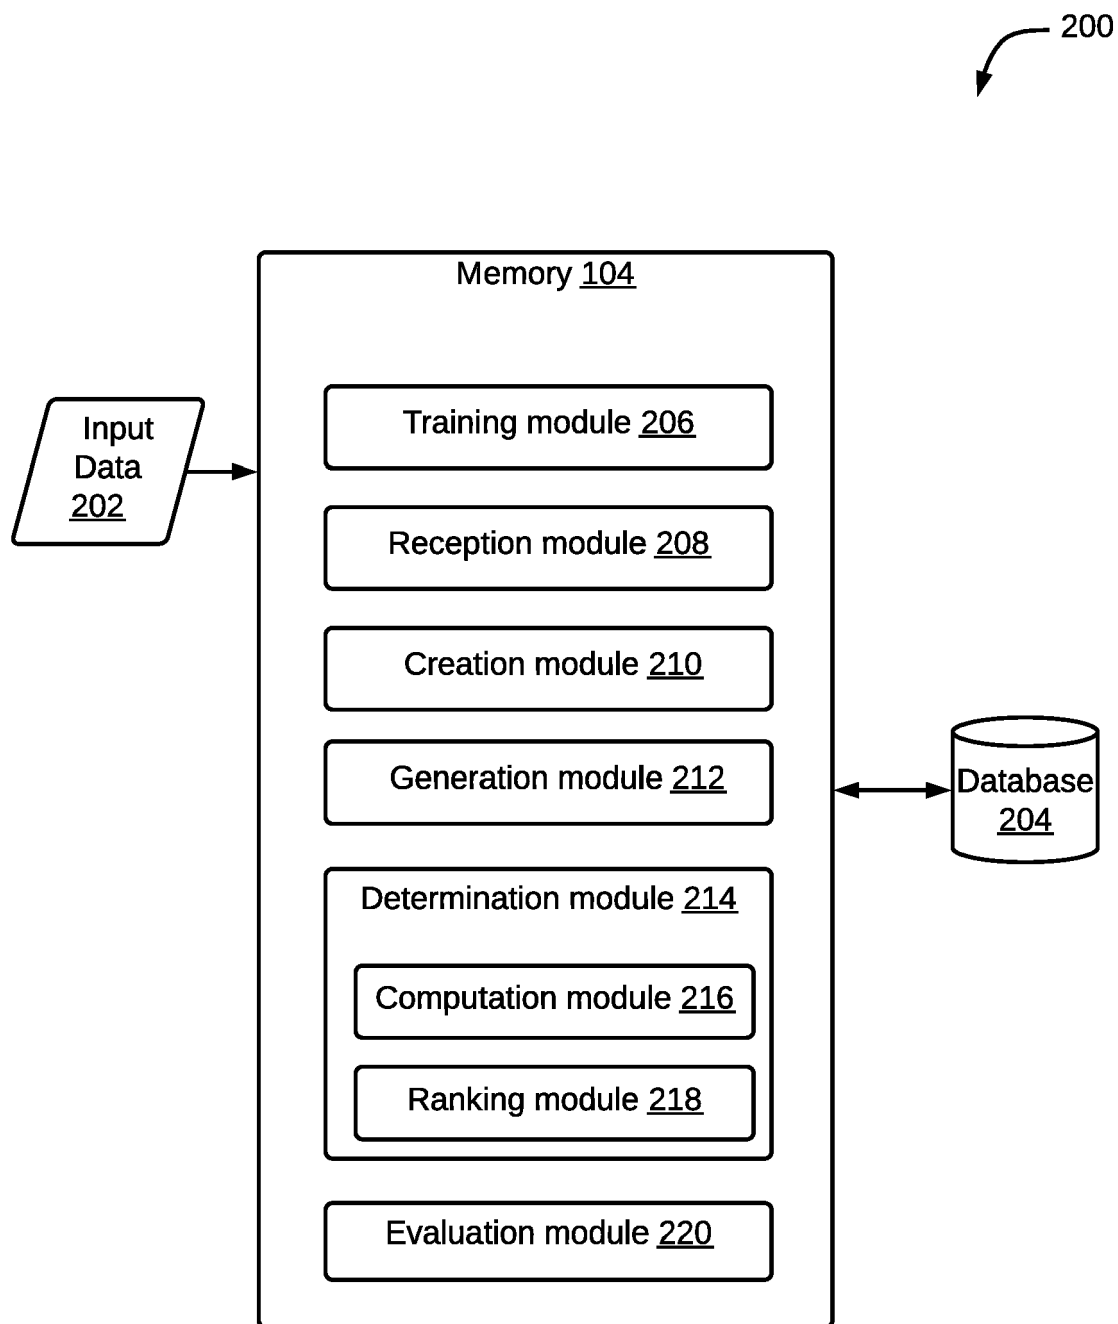 200
Memory 104
Input
Data
202
Training module 206
Reception module 208
Creation module 210
Generation module 212
Database
204
Determination module 214
Computation module 216
Ranking module 218
Evaluation module 220